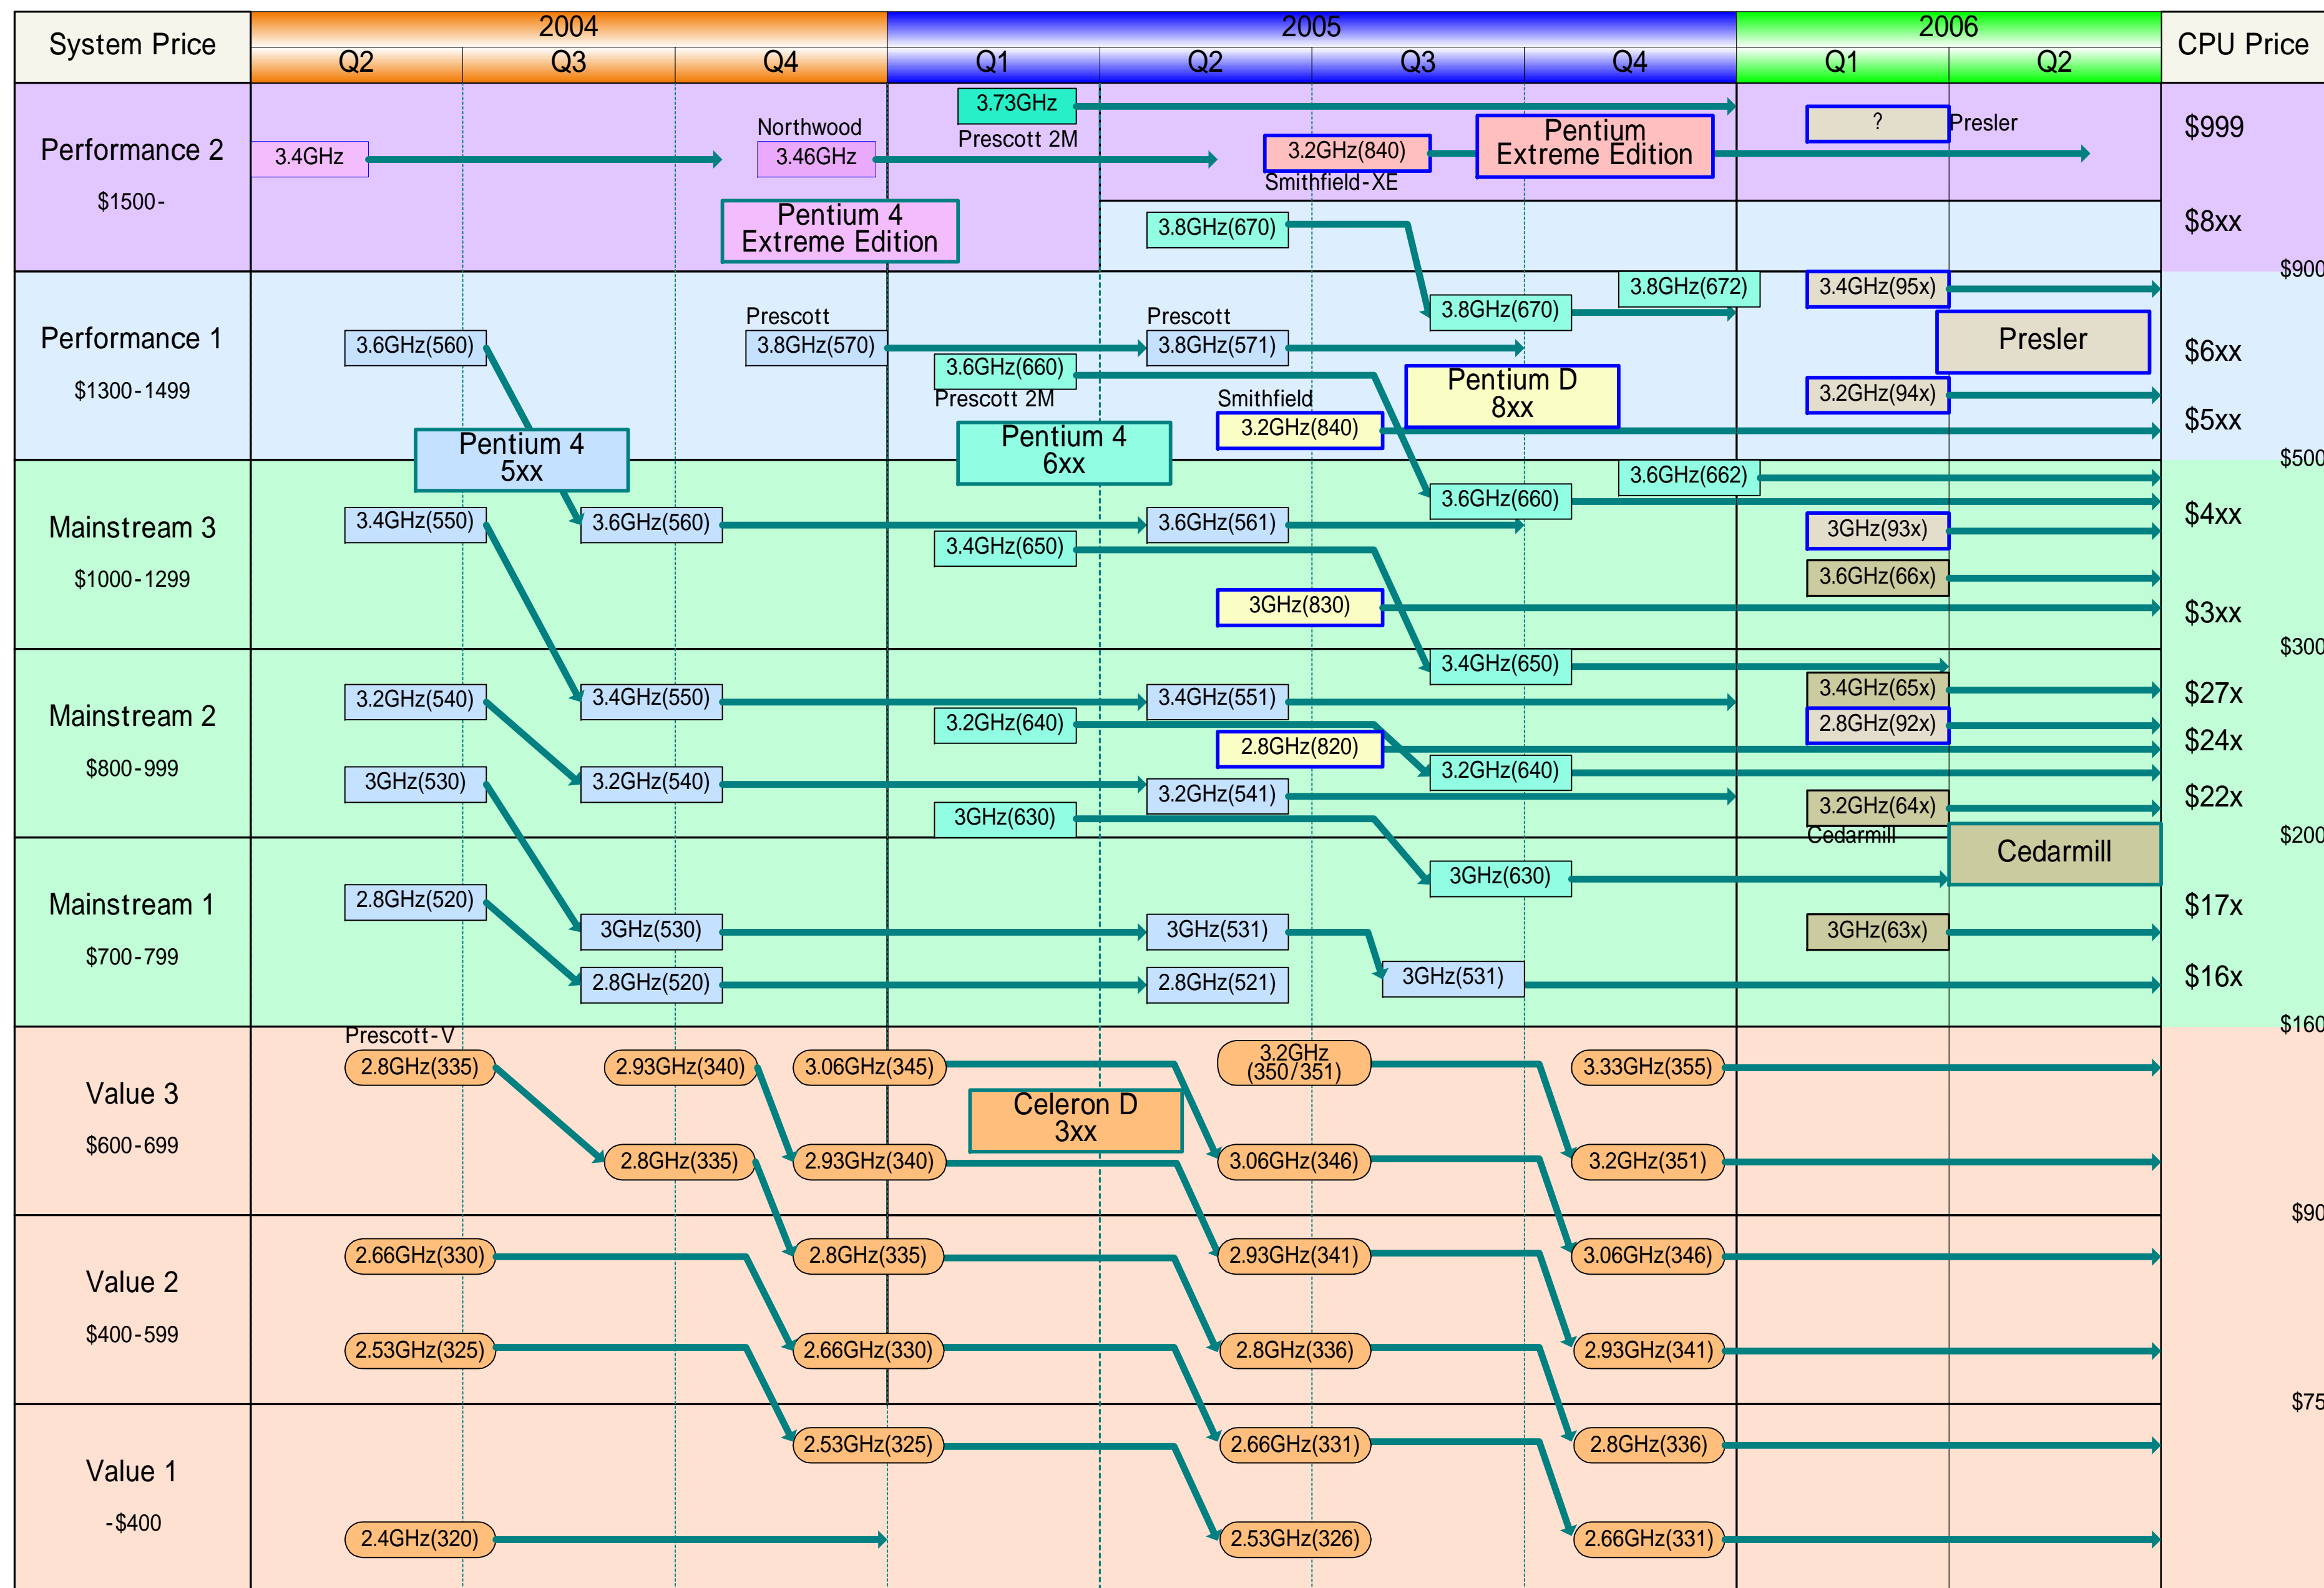 System Price
2004
2005
2006
CPU Price
Q2
Q3
Q4
Q1
Q2
Q3
Q4
Q1
Q2
Performance 2
$1500-
3.73GHz
Prescott 2M
Northwood
3.4GHz
3.46GHz
3.2GHz(840)
Smithfield-XE
Pentium
Extreme Edition
?
Presler
$999
Pentium 4
Extreme Edition
3.8GHz(670)
$8xx
$900
Performance 1
$1300-1499
3.8GHz(672)
3.4GHz(95x)
3.8GHz(670)
Prescott
Prescott
3.6GHz(560)
3.8GHz(570)
3.8GHz(571)
Presler
$6xx
3.6GHz(660)
Prescott 2M
Pentium D
8xx
3.2GHz(94x)
Smithfield
3.2GHz(840)
$5xx
Pentium 4
5xx
Pentium 4
6xx
$500
Mainstream 3
$1000-1299
3.6GHz(662)
3.6GHz(660)
3.4GHz(550)
3.6GHz(560)
3.6GHz(561)
3GHz(93x)
$4xx
3.4GHz(650)
3.6GHz(66x)
3GHz(830)
$3xx
$300
Mainstream 2
$800-999
3.4GHz(650)
3.2GHz(540)
3.4GHz(550)
3.4GHz(551)
3.4GHz(65x)
$27x
3.2GHz(640)
2.8GHz(92x)
2.8GHz(820)
$24x
3GHz(530)
3.2GHz(540)
3.2GHz(640)
3.2GHz(541)
3.2GHz(64x)
$22x
3GHz(630)
Cedarmill
Cedarmill
$200
Mainstream 1
$700-799
3GHz(630)
2.8GHz(520)
$17x
3GHz(530)
3GHz(531)
3GHz(63x)
2.8GHz(520)
2.8GHz(521)
3GHz(531)
$16x
$160
Value 3
$600-699
Prescott-V
2.8GHz(335)
2.93GHz(340)
3.06GHz(345)
3.2GHz
(350/351)
3.33GHz(355)
Celeron D
3xx
2.8GHz(335)
2.93GHz(340)
3.06GHz(346)
3.2GHz(351)
$90
Value 2
$400-599
2.66GHz(330)
2.8GHz(335)
2.93GHz(341)
3.06GHz(346)
2.53GHz(325)
2.66GHz(330)
2.8GHz(336)
2.93GHz(341)
$75
Value 1
-$400
2.53GHz(325)
2.66GHz(331)
2.8GHz(336)
2.4GHz(320)
2.53GHz(326)
2.66GHz(331)